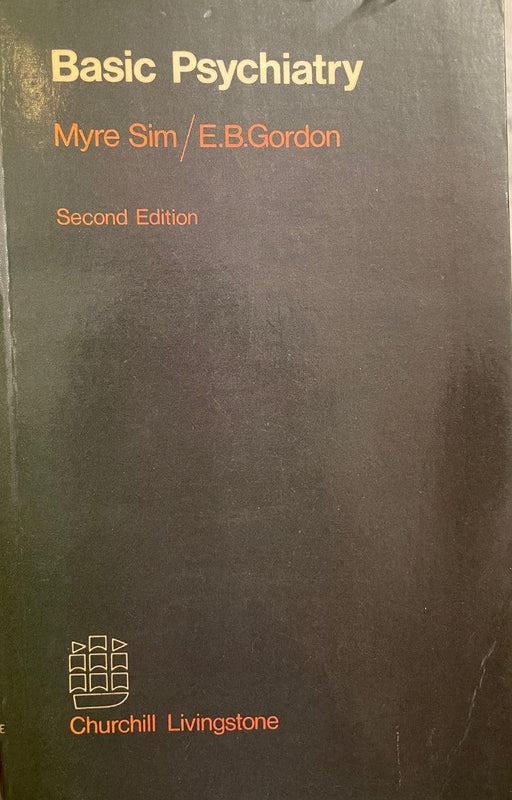 Basic Psychiatry
Myre Sim/E.B.Gordon
Second Edition
Churchill Livingstone
E